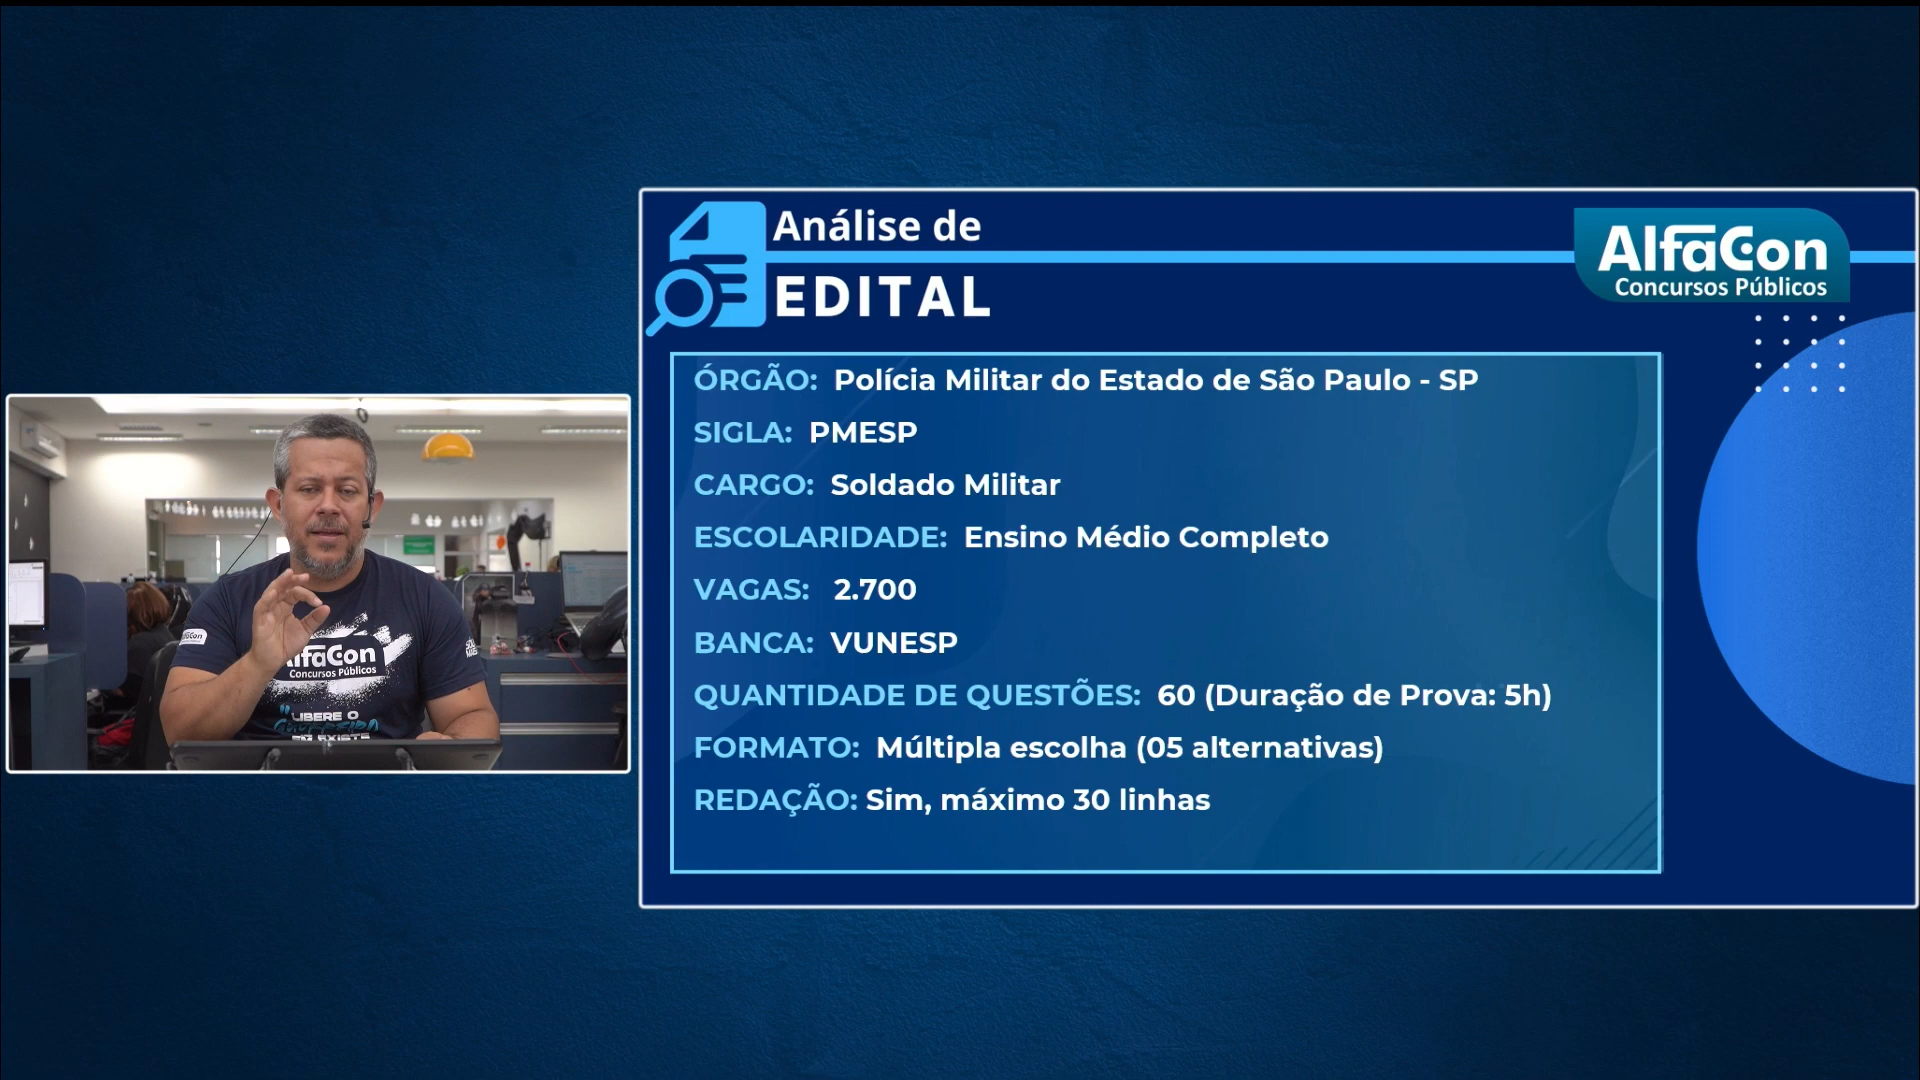 Análise de
EDITAL
AlfaCon
Concursos Públicos
ÓRGÃO: Polícia Militar do Estado de São Paulo - SP
SIGLA: PMESP
CARGO: Soldado Militar
ESCOLARIDADE: Ensino Médio Completo
VAGAS: 2.700
BANCA: VUNESP
QUANTIDADE DE QUESTÕES: 60 (Duração de Prova: 5h)
FORMATO: Múltipla escolha (05 alternativas)
REDAÇÃO: Sim, máximo 30 linhas
AlfaCon
Concursos Públicos
LIBERE O
GUERREIRO